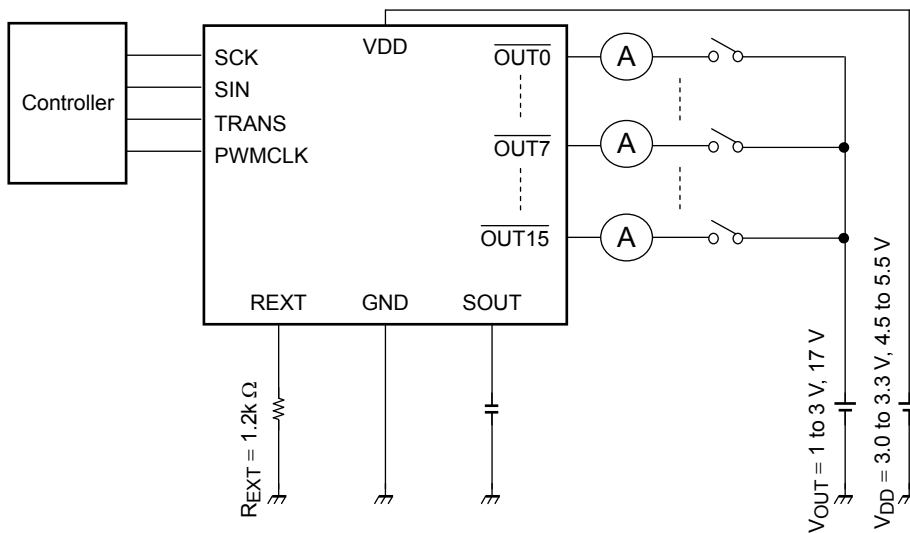 Controller
SCK
SIN
TRANS
PWMCLK
VDD
OUT0
OUT7
OUT15
A
A
A
REXT
GND
SOUT
REXT = 1.2k Ω
VOUT = 1 to 3 V, 17 V
VDD = 3.0 to 3.3 V, 4.5 to 5.5 V